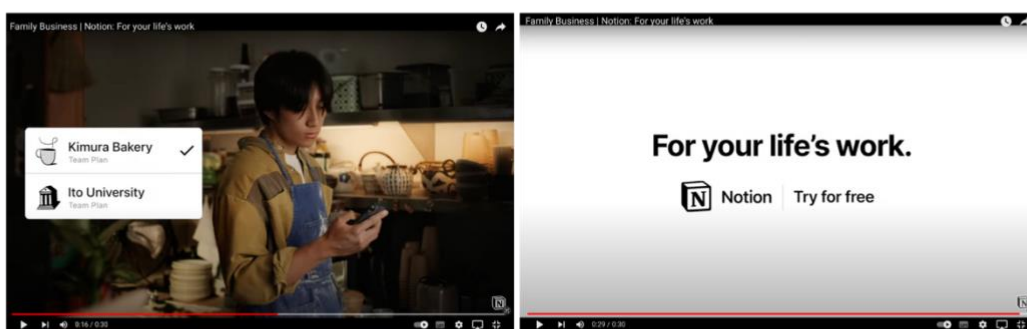 Family Business | Notion: For your life's work
Kimura Bakery
Team Plan
Ito University
Team Plan
N
0:16 / 0:30
Family Business | Notion: For your life's work
For your life's work.
N Notion | Try for free
N
0:29 / 0:30